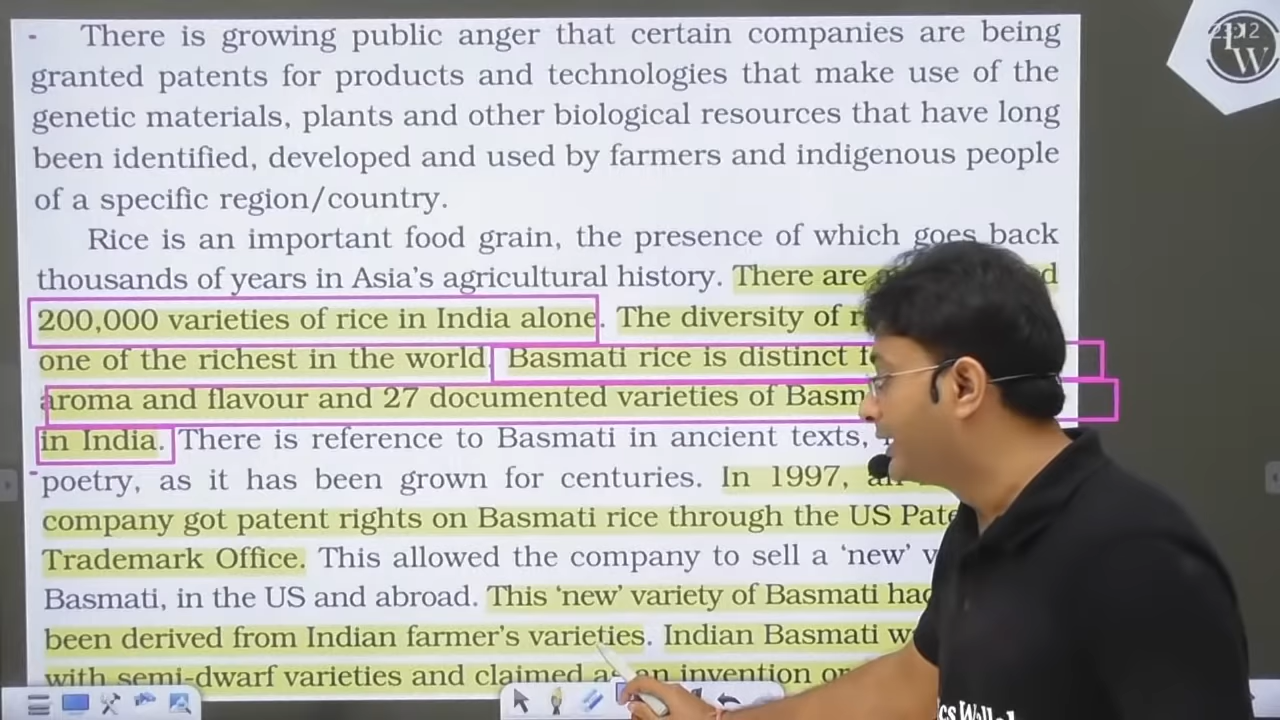 - There is growing public anger that certain companies are being
granted patents for products and technologies that make use of the
genetic materials, plants and other biological resources that have long
been identified, developed and used by farmers and indigenous people
of a specific region/country.
Rice is an important food grain, the presence of which goes back
thousands of years in Asia's agricultural history. There are
200,000 varieties of rice in India alone. The diversity of
one of the richest in the world. Basmati rice is distinct
aroma and flavour and 27 documented varieties of
in India. There is reference to Basmati in ancient texts,
poetry, as it has been grown for centuries. In 1997,
company got patent rights on Basmati rice through the US
Trademark Office. This allowed the company to sell a ‘new’
Basmati, in the US and abroad. This ‘new’ variety of Basmati
been derived from Indian farmer's varieties. Indian Basmati
with semi-dwarf varieties and claimed as an invention or
W